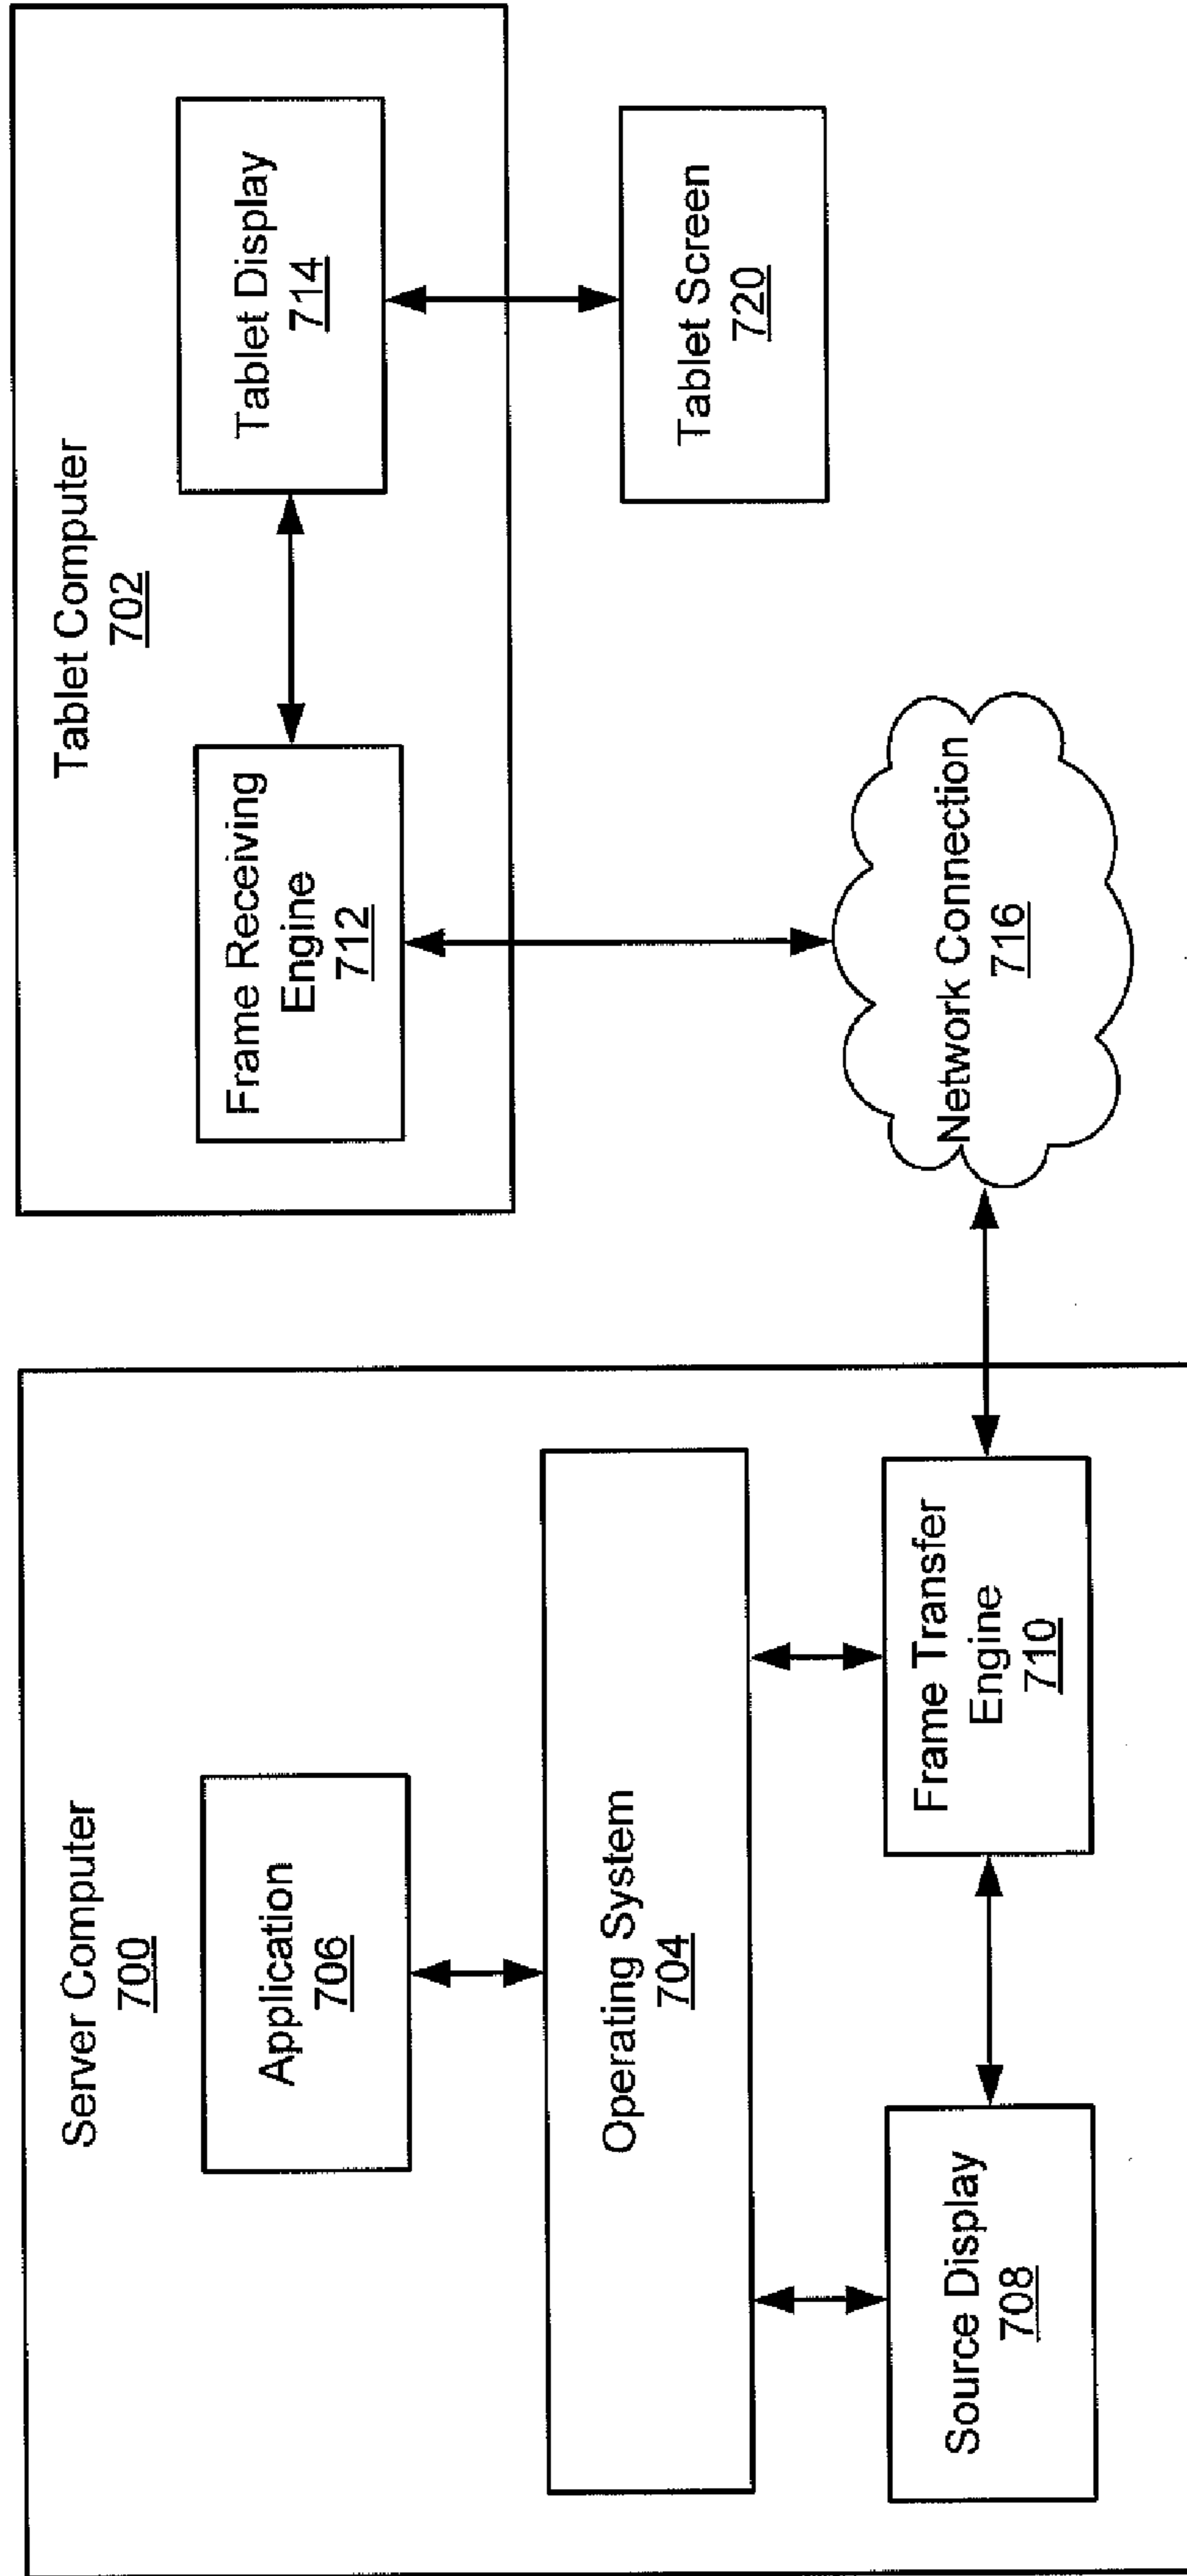 Server Computer
700
Application
706
Operating System
704
Source Display
708
Frame Transfer
Engine
710
Tablet Computer
702
Frame Receiving
Engine
712
Tablet Display
714
Tablet Screen
720
Network Connection
716